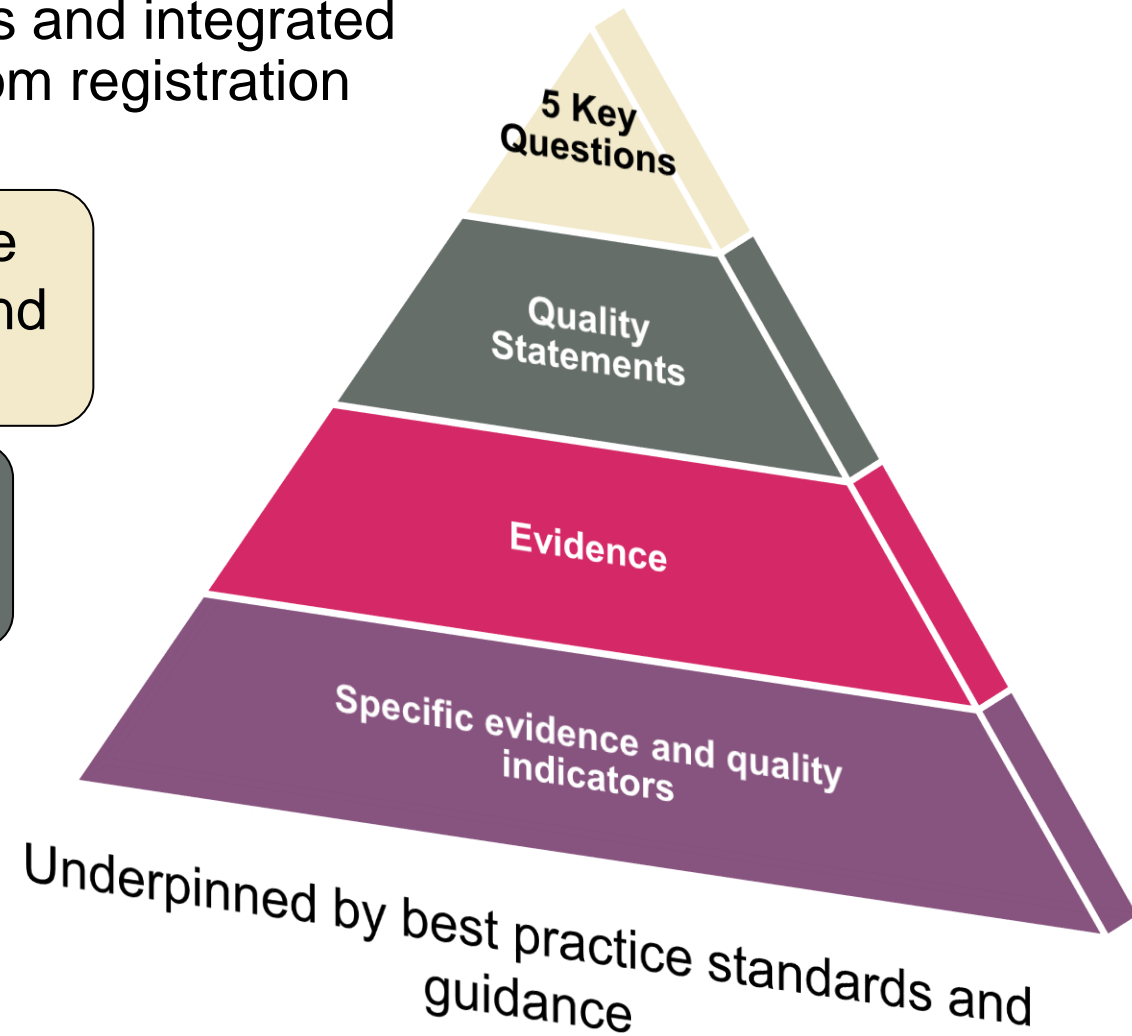 s and integrated
om registration
e
nd
5 Key
Questions
Quality
Statements
Evidence
Specific evidence and quality
indicators
Underpinned by best practice standards and
guidance